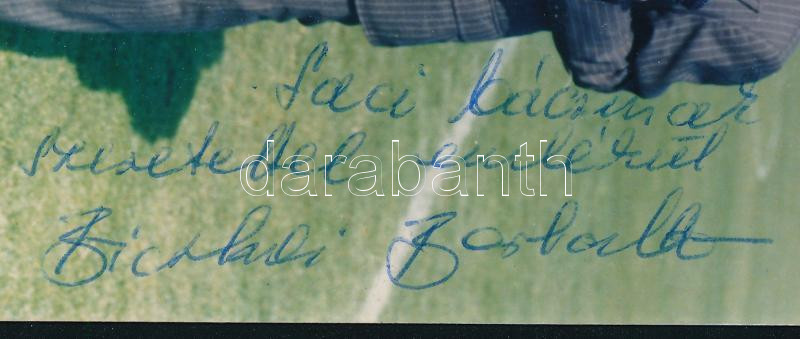 Laci bácsinak
szeretettel emlékül
Bicskei Bertalan
darabanth